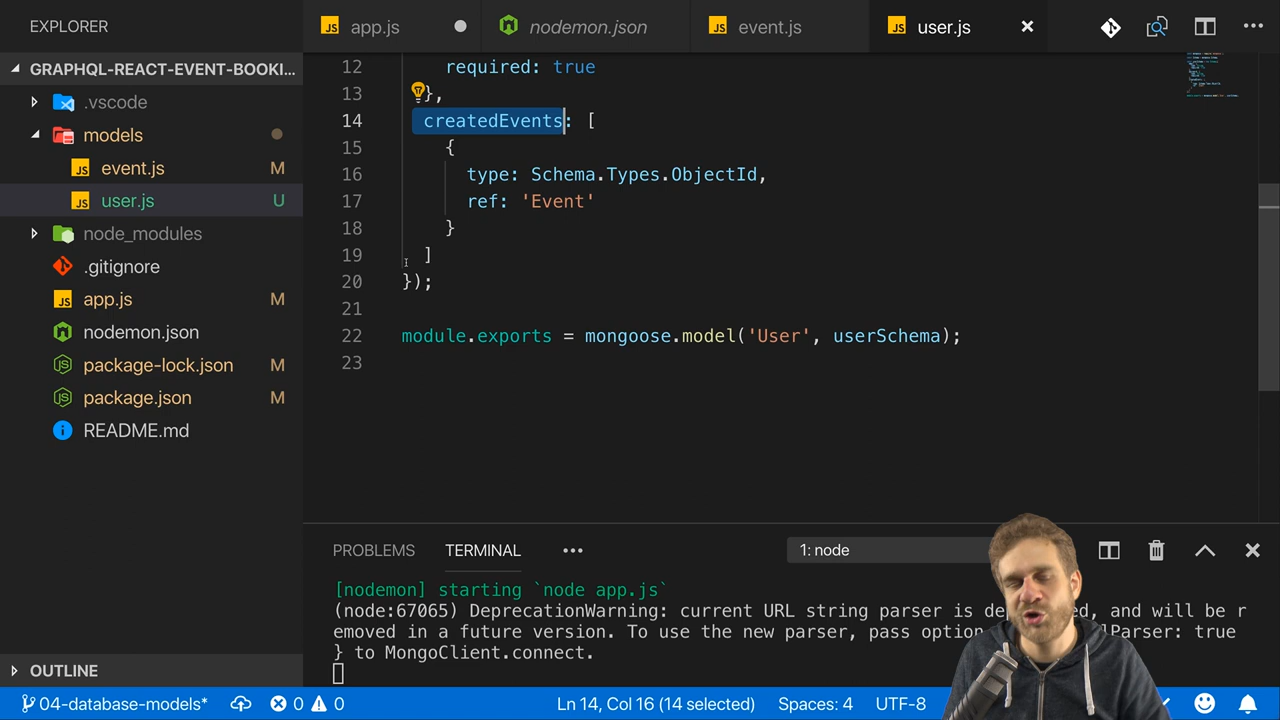 EXPLORER
app.js
nodemon.json
event.js
user.js
GRAPHQL-REACT-EVENT-BOOKI...
.vscode
models
event.js M
user.js U
node_modules
.gitignore
app.js M
nodemon.json
package-lock.json M
package.json M
README.md
OUTLINE
12 required: true
13 },
14 createdEvents: [
15 {
16 type: Schema.Types.ObjectId,
17 ref: 'Event'
18 }
19 ]
20 });
21
22 module.exports = mongoose.model('User', userSchema);
23
PROBLEMS TERMINAL ••• 1: node
[nodemon] starting `node app.js`
(node:67065) DeprecationWarning: current URL string parser is and will be r
emoved in a future version. To use the new parser, pass option lParser: true
} to MongoClient.connect.
04-database-models* 0 0 Ln 14, Col 16 (14 selected) Spaces: 4 UTF-8